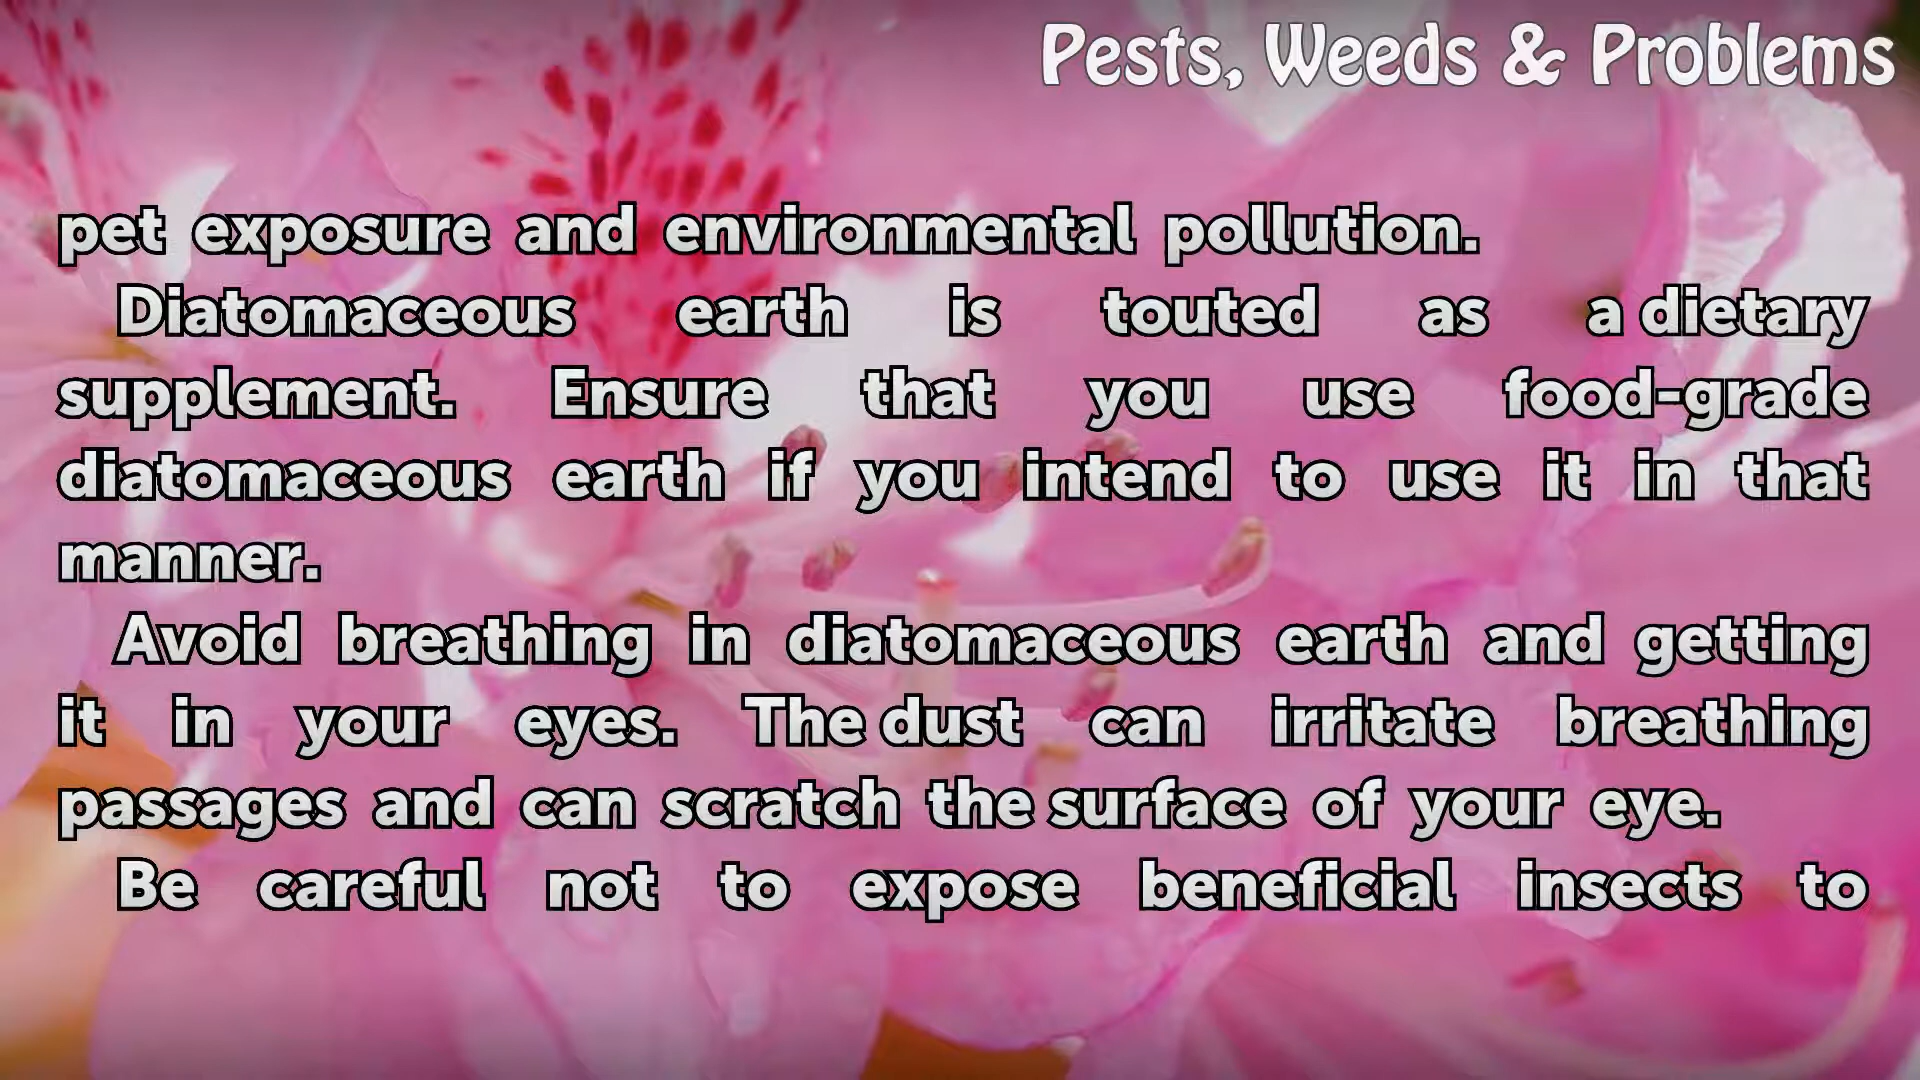 Pests, Weeds & Problems
pet exposure and environmental pollution.
Diatomaceous earth is touted as a dietary
supplement. Ensure that you use food-grade
diatomaceous earth if you intend to use it in that
manner.
Avoid breathing in diatomaceous earth and getting
it in your eyes. The dust can irritate breathing
passages and can scratch the surface of your eye.
Be careful not to expose beneficial insects to